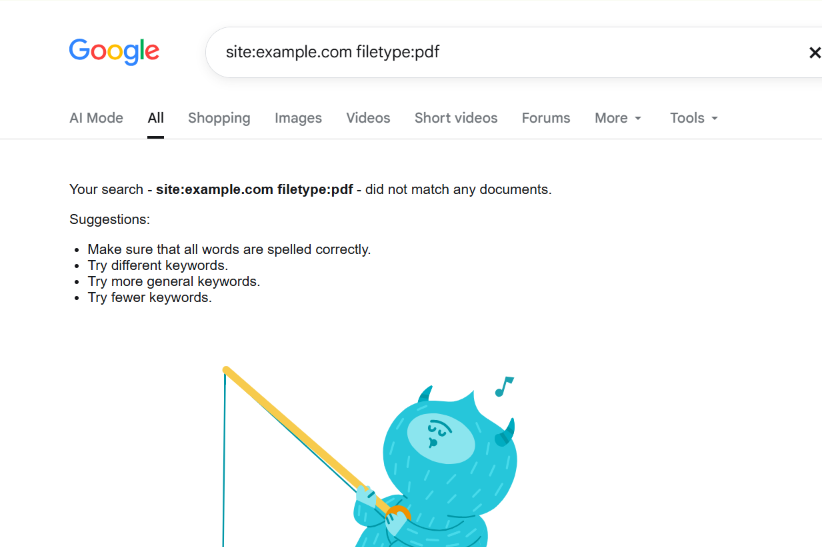 Google
site:example.com filetype:pdf
AI Mode All Shopping Images Videos Short videos Forums More Tools
Your search - site:example.com filetype:pdf - did not match any documents.
Suggestions:
Make sure that all words are spelled correctly.
Try different keywords.
Try more general keywords.
Try fewer keywords.